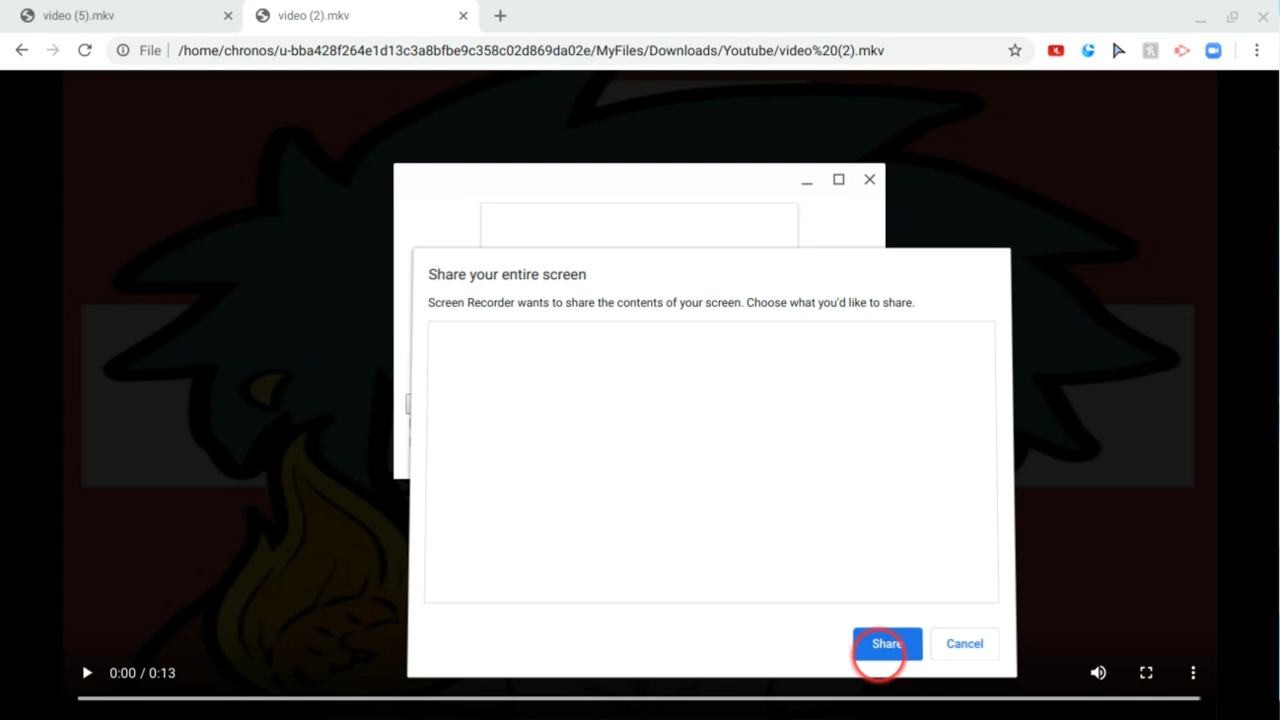 video (5).mkv
video (2).mkv
File
/home/chronos/u-bba428f264e1d13c3a8bfbe9c358c02d869da02e/MyFiles/Downloads/Youtube/video%20(2).mkv
Share your entire screen
Screen Recorder wants to share the contents of your screen. Choose what you'd like to share.
Share
Cancel
0:00 / 0:13